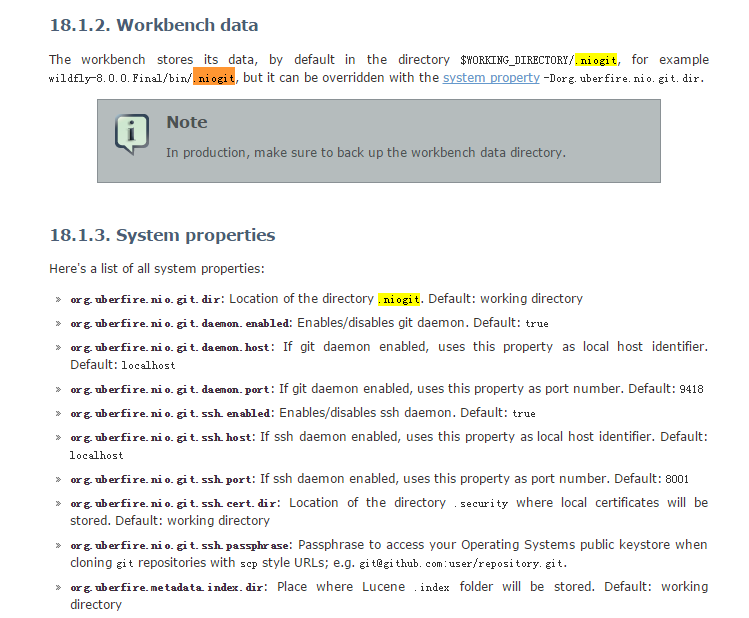 18.1.2. Workbench data
The workbench stores its data, by default in the directory $WORKING_DIRECTORY/.niogit, for example
wildfly-8.0.0.Final/bin/.niogit, but it can be overridden with the system property -Dorg.uberfire.nio.git.dir.
Note
In production, make sure to back up the workbench data directory.
18.1.3. System properties
Here's a list of all system properties:
» org.uberfire.nio.git.dir: Location of the directory .niogit. Default: working directory
» org.uberfire.nio.git.daemon.enabled: Enables/disables git daemon. Default: true
» org.uberfire.nio.git.daemon.host: If git daemon enabled, uses this property as local host identifier.
Default: localhost
» org.uberfire.nio.git.daemon.port: If git daemon enabled, uses this property as port number. Default: 9418
» org.uberfire.nio.git.ssh.enabled: Enables/disables ssh daemon. Default: true
» org.uberfire.nio.git.ssh.host: If ssh daemon enabled, uses this property as local host identifier. Default:
localhost
» org.uberfire.nio.git.ssh.port: If ssh daemon enabled, uses this property as port number. Default: 8001
» org.uberfire.nio.git.ssh.cert.dir: Location of the directory .security where local certificates will be
stored. Default: working directory
» org.uberfire.nio.git.ssh.passphrase: Passphrase to access your Operating Systems public keystore when
cloning git repositories with scp style URLs; e.g. git@github.com:user/repository.git.
» org.uberfire.metadata.index.dir: Place where Lucene .index folder will be stored. Default: working
directory